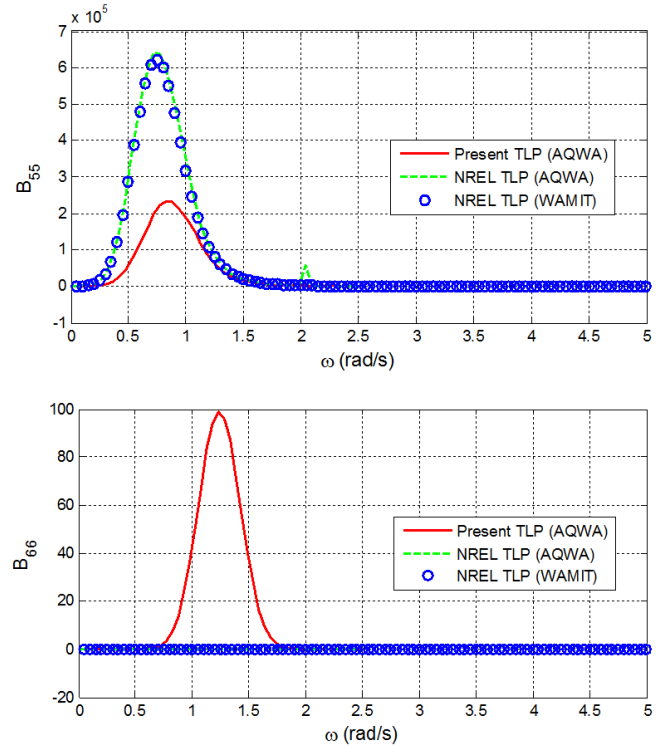 x 10^5
7
6
5
4
3
2
1
0
-1
B_55
Present TLP (AQWA)
NREL TLP (AQWA)
NREL TLP (WAMIT)
0 0.5 1 1.5 2 2.5 3 3.5 4 4.5 5
ω (rad/s)
100
80
60
40
20
0
-20
B_66
Present TLP (AQWA)
NREL TLP (AQWA)
NREL TLP (WAMIT)
0 0.5 1 1.5 2 2.5 3 3.5 4 4.5 5
ω (rad/s)